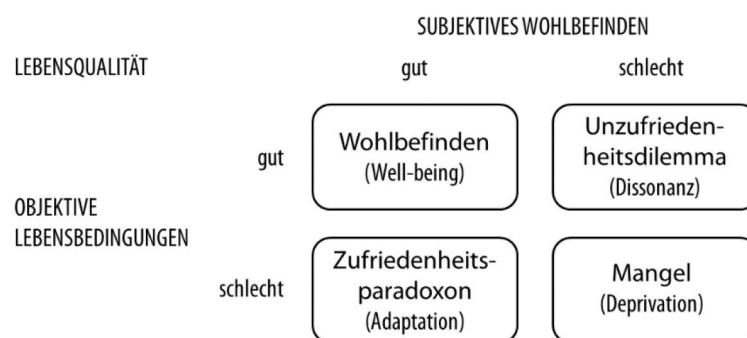 SUBJEKTIVES WOHLBEFINDEN
LEBENSQUALITÄT
gut
schlecht
gut
Wohlbefinden
(Well-being)
Unzufrieden-
heitsdilemma
(Dissonanz)
OBJEKTIVE
LEBENSBEDINGUNGEN
schlecht
Zufriedenheits-
paradoxon
(Adaptation)
Mangel
(Deprivation)